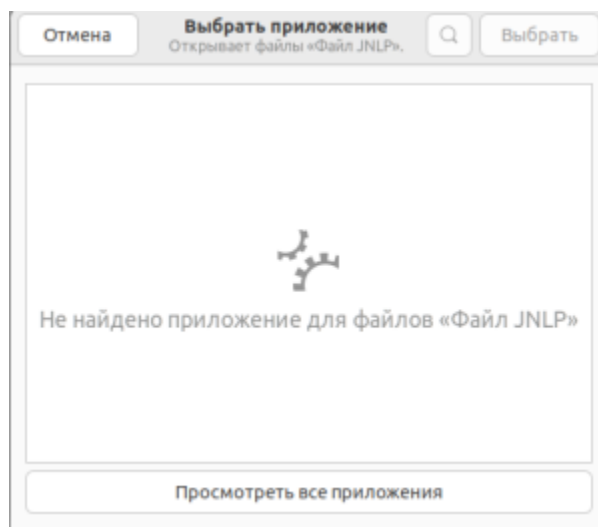 Отмена
Выбрать приложение
Открывает файлы «Файл JNLP».
Выбрать
Не найдено приложение для файлов «Файл JNLP»
Просмотреть все приложения